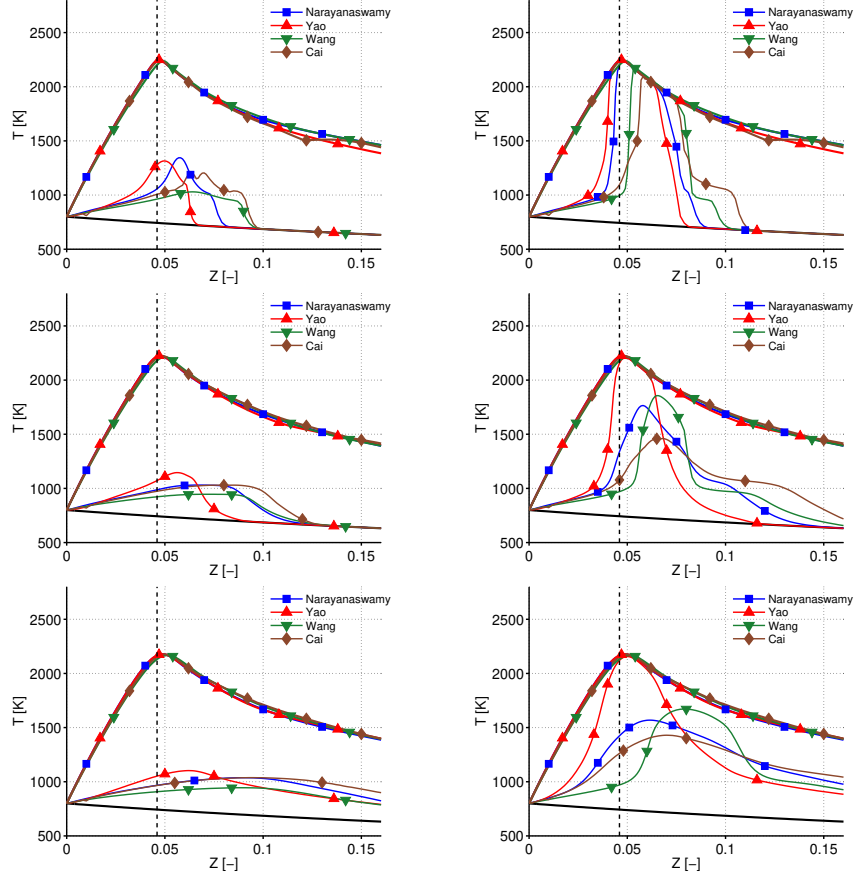 2500
2000
1500
1000
500
T [K]
0
0.05
0.1
0.15
Z [–]
Narayanaswamy
Yao
Wang
Cai
2500
2000
1500
1000
500
T [K]
0
0.05
0.1
0.15
Z [–]
Narayanaswamy
Yao
Wang
Cai
2500
2000
1500
1000
500
T [K]
0
0.05
0.1
0.15
Z [–]
Narayanaswamy
Yao
Wang
Cai
2500
2000
1500
1000
500
T [K]
0
0.05
0.1
0.15
Z [–]
Narayanaswamy
Yao
Wang
Cai
2500
2000
1500
1000
500
T [K]
0
0.05
0.1
0.15
Z [–]
Narayanaswamy
Yao
Wang
Cai
2500
2000
1500
1000
500
T [K]
0
0.05
0.1
0.15
Z [–]
Narayanaswamy
Yao
Wang
Cai